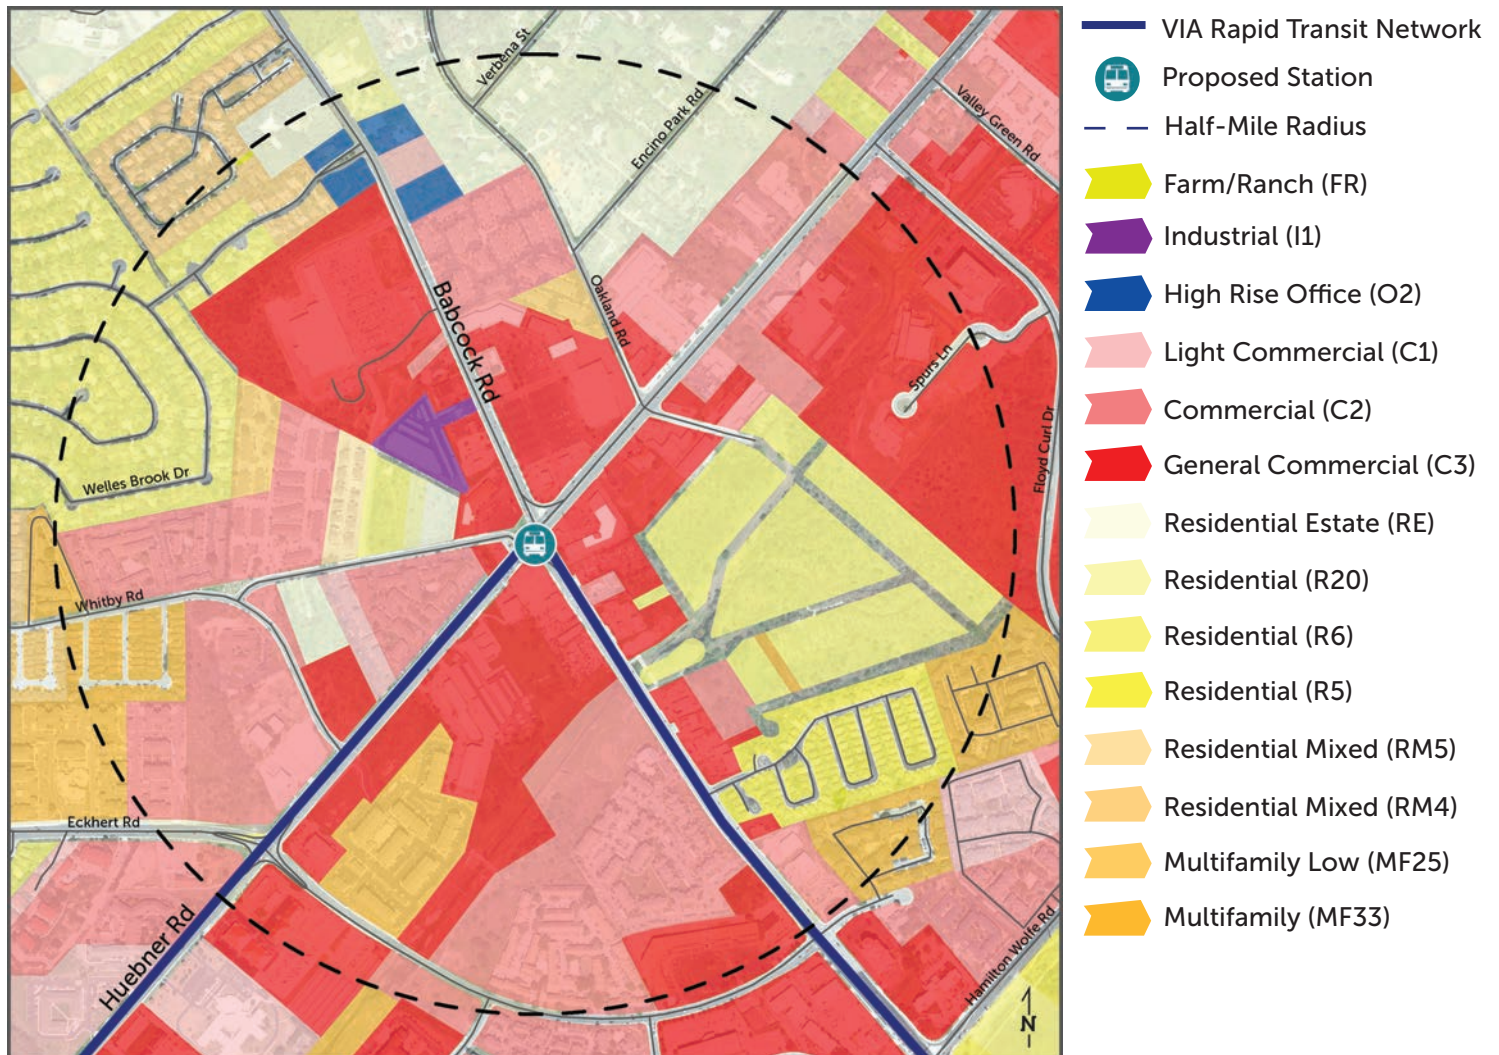 VIA Rapid Transit Network
Proposed Station
Half-Mile Radius
Farm/Ranch (FR)
Industrial (I1)
High Rise Office (O2)
Light Commercial (C1)
Commercial (C2)
General Commercial (C3)
Residential Estate (RE)
Residential (R20)
Residential (R6)
Residential (R5)
Residential Mixed (RM5)
Residential Mixed (RM4)
Multifamily Low (MF25)
Multifamily (MF33)
Verbena St
Encino Park Rd
Valley Green Rd
Babcock Rd
Oakland Rd
Spurs Ln
Floyd Curl Dr
Welles Brook Dr
Whitby Rd
Eckhert Rd
Huebner Rd
Hamilton Wolfe Rd
N